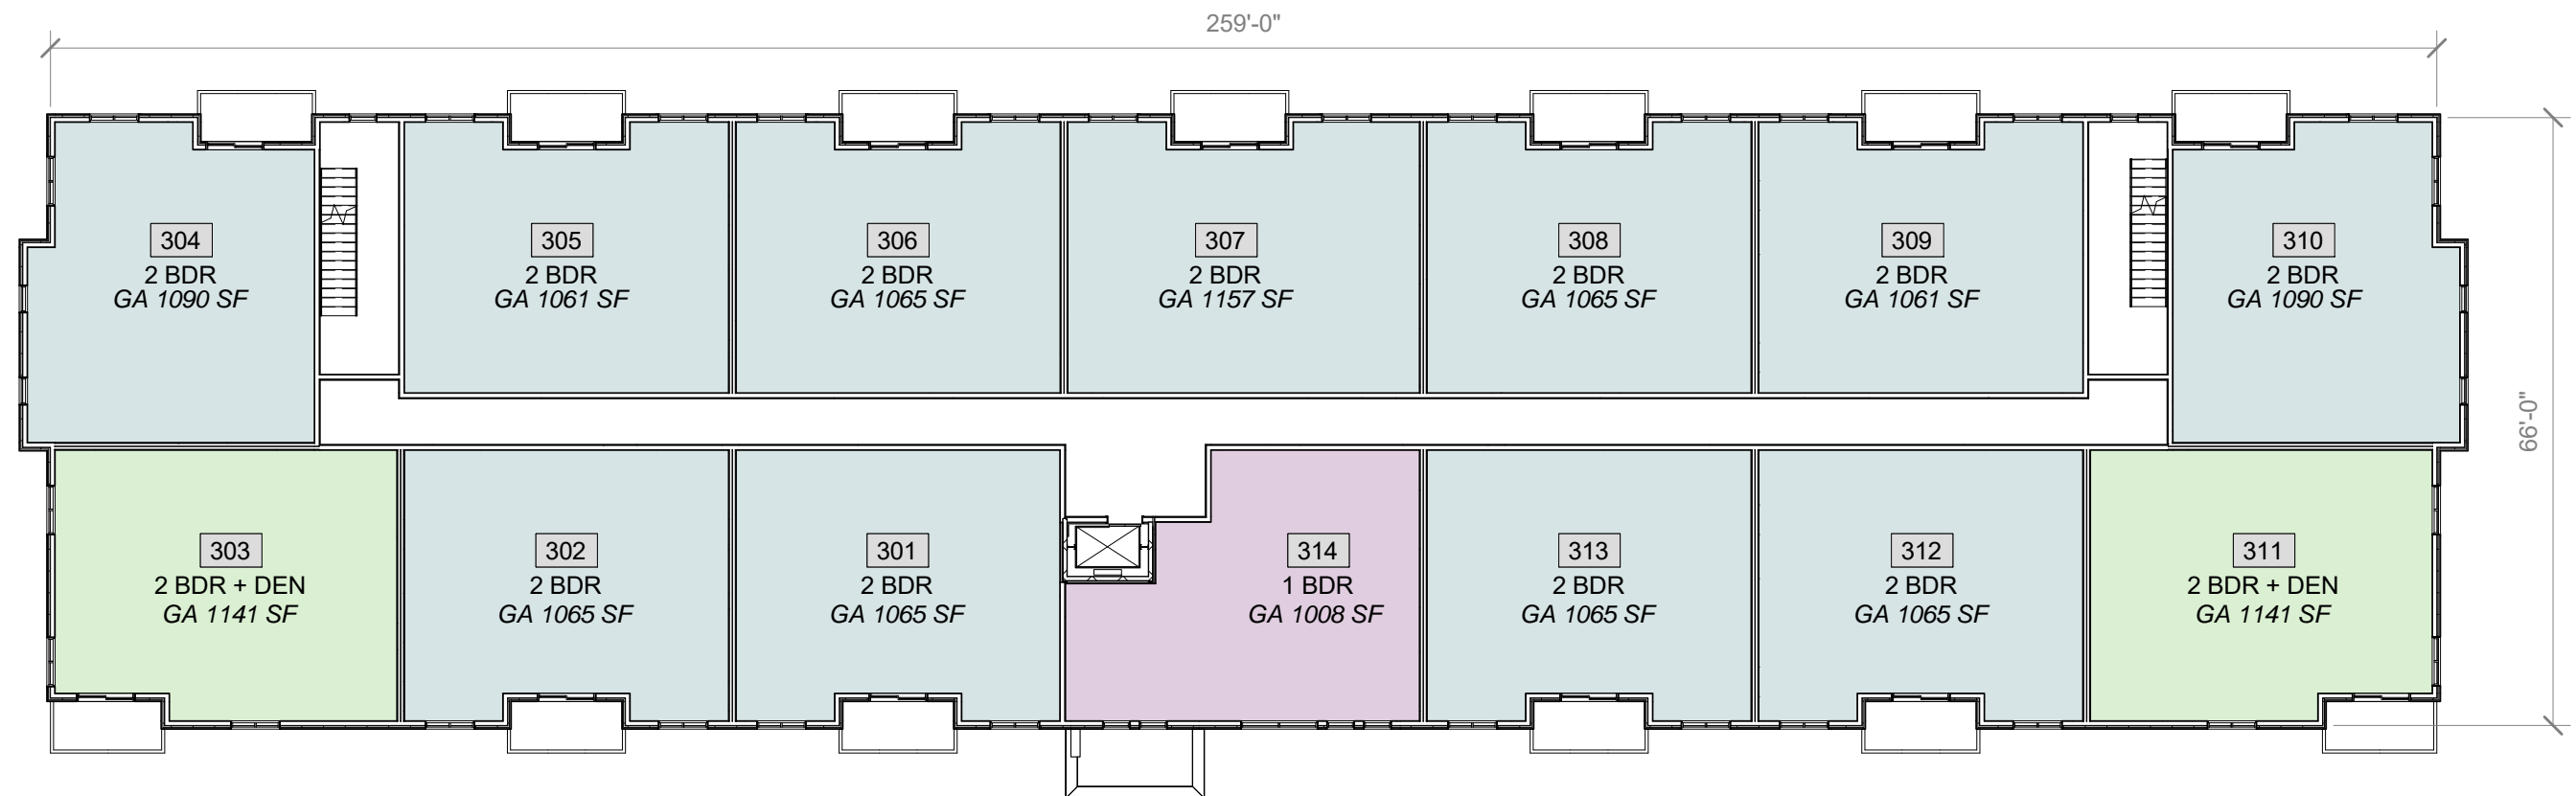 259'-0"
304
2 BDR
GA 1090 SF
305
2 BDR
GA 1061 SF
306
2 BDR
GA 1065 SF
307
2 BDR
GA 1157 SF
308
2 BDR
GA 1065 SF
309
2 BDR
GA 1061 SF
310
2 BDR
GA 1090 SF
66'-0"
303
2 BDR + DEN
GA 1141 SF
302
2 BDR
GA 1065 SF
301
2 BDR
GA 1065 SF
314
1 BDR
GA 1008 SF
313
2 BDR
GA 1065 SF
312
2 BDR
GA 1065 SF
311
2 BDR + DEN
GA 1141 SF